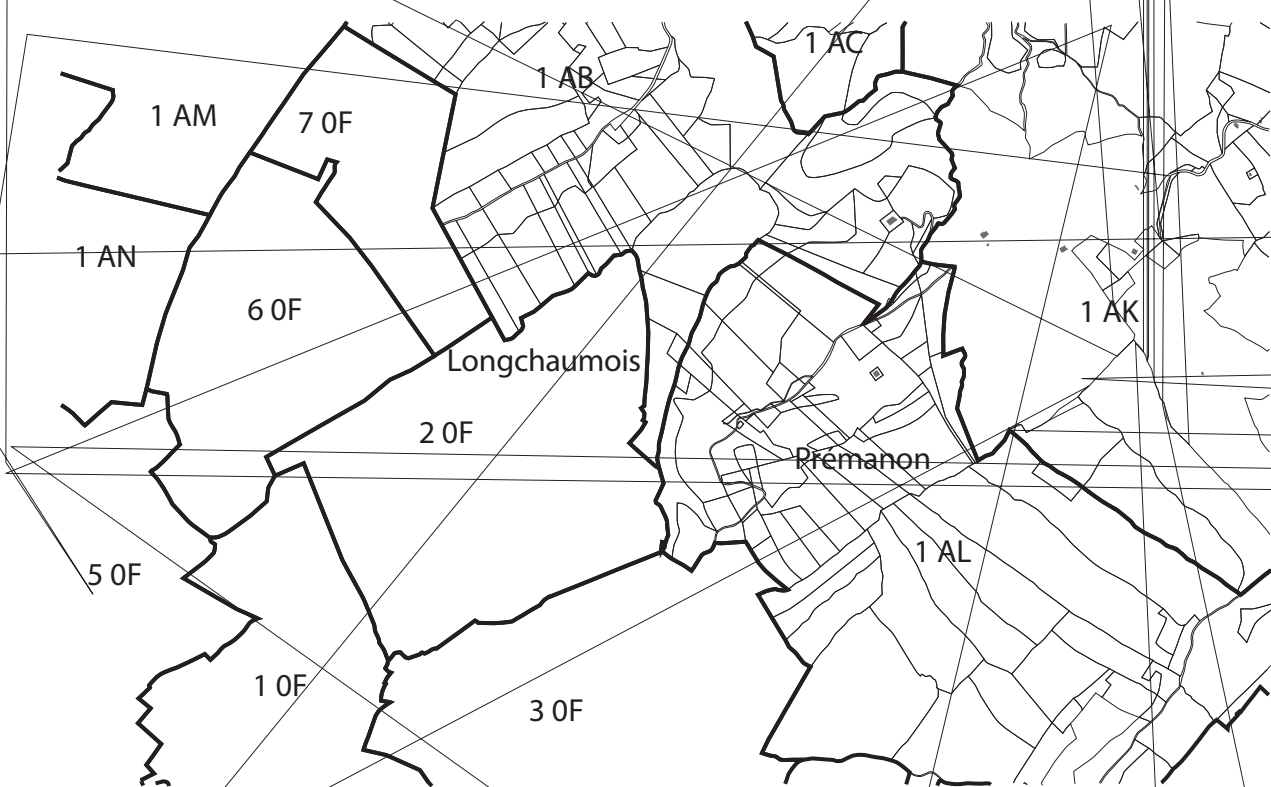 1 AC
1 AB
1 AM
7 0F
1 AN
6 0F
1 AK
Longchaumois
2 0F
Prémanon
1 AL
5 0F
1 0F
3 0F